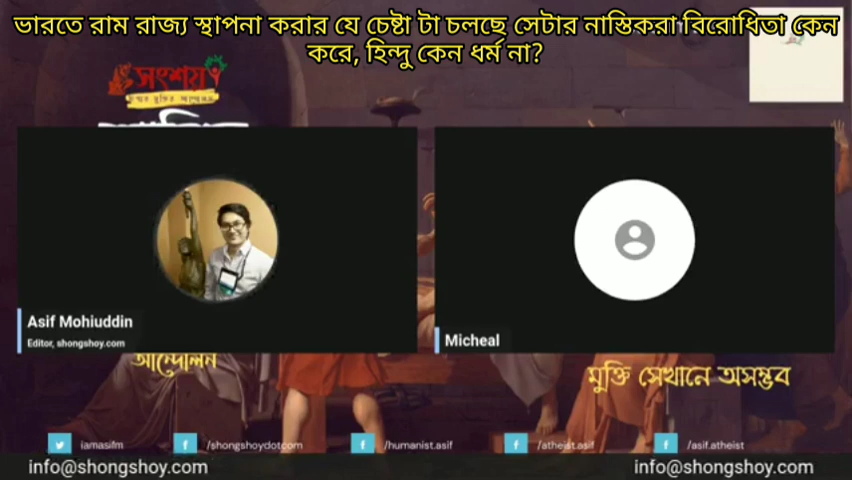 ভারতে রাম রাজ্য স্থাপনা করার যে চেষ্টা টা চলছে সেটার নাস্তিকরা বিরোধিতা কেন
করে, হিন্দু কেন ধর্ম না?
সংশয়
Asif Mohiuddin
Editor, shongshoy.com
Micheal
আন্দোলন
মুক্তি সেখানে অসম্ভব
iamasifm
/shongshoydotcom
/humanist.asif
/atheist.asif
/asif.atheist
info@shongshoy.com
info@shongshoy.com